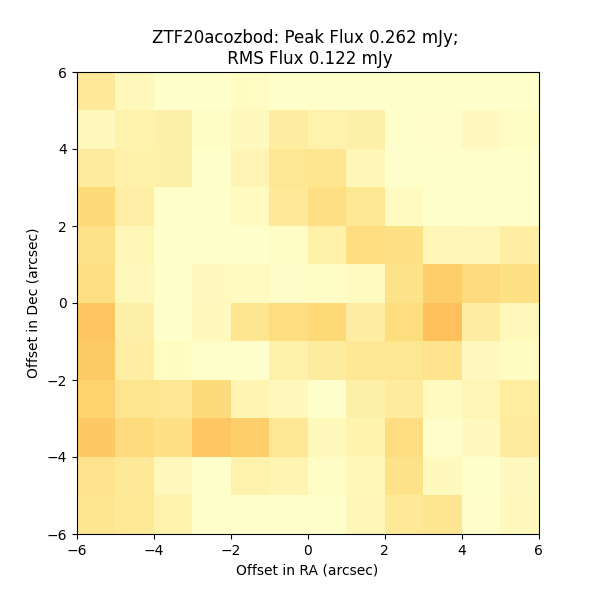 ZTF20acozbod: Peak Flux 0.262 mJy;
RMS Flux 0.122 mJy
6
4
2
0
−2
−4
−6
Offset in Dec (arcsec)
−6 −4 −2 0 2 4 6
Offset in RA (arcsec)